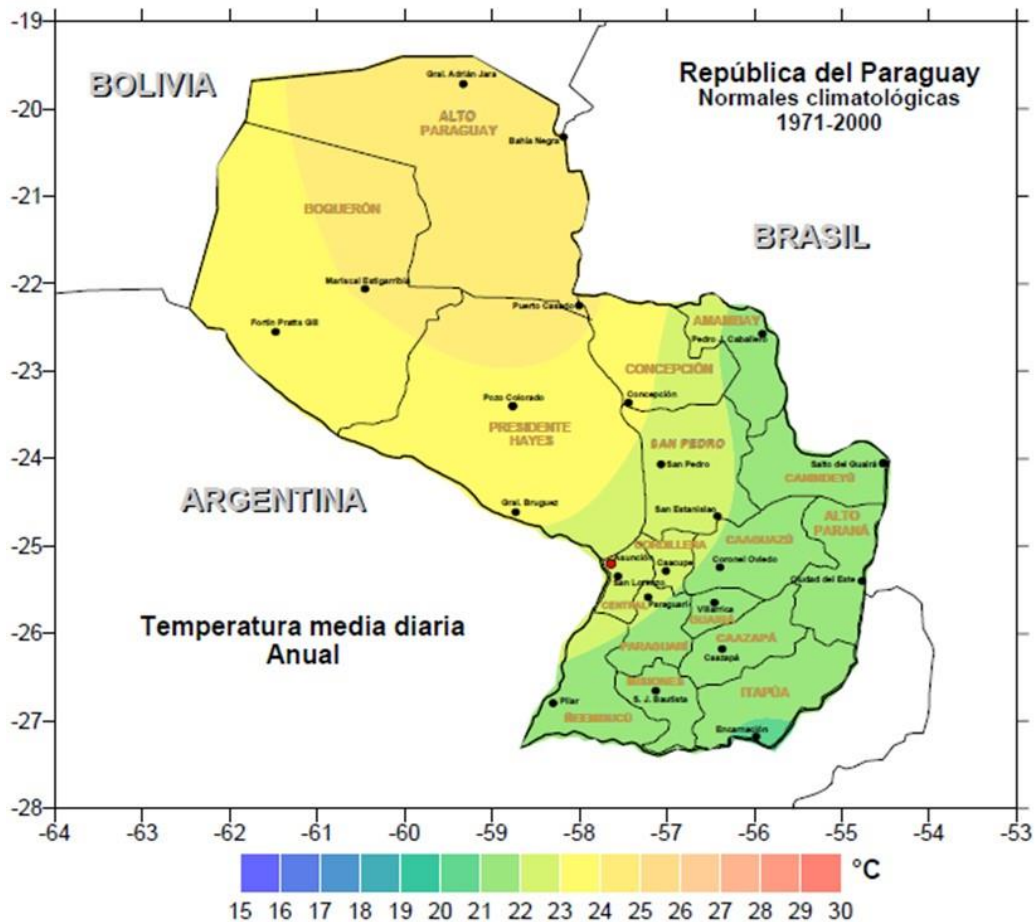 -19
BOLIVIA
República del Paraguay
Normales climatológicas
1971-2000
Gral. Adrián Jara
-20
ALTO
PARAGUAY
Bahía Negra
-21
BOQUERÓN
BRASIL
-22
Mariscal Estigarribia
Puerto Casado
Fortin Pratts Gill
AMAMBAY
Pedro J. Caballero
-23
CONCEPCIÓN
Pozo Colorado
Concepción
PRESIDENTE
HAYES
SAN PEDRO
-24
San Pedro
Salto del Guairá
CANINDEYÚ
ARGENTINA
Gral. Bruguez
San Estanislao
ALTO
PARANÁ
-25
CORDILLERA
CAAGUAZÚ
Asunción
Caacupe
Coronel Oviedo
San Lorenzo
Ciudad del Este
CENTRAL
Paraguari
Villarrica
GUAIRÁ
-26
Temperatura media diaria
Anual
PARAGUARÍ
CAAZAPÁ
Caazapá
MISIONES
S. J. Bautista
ITAPÚA
Pilar
-27
ÑEEMBUCÚ
Encarnación
-28
-64 -63 -62 -61 -60 -59 -58 -57 -56 -55 -54 -53
°C
15 16 17 18 19 20 21 22 23 24 25 26 27 28 29 30